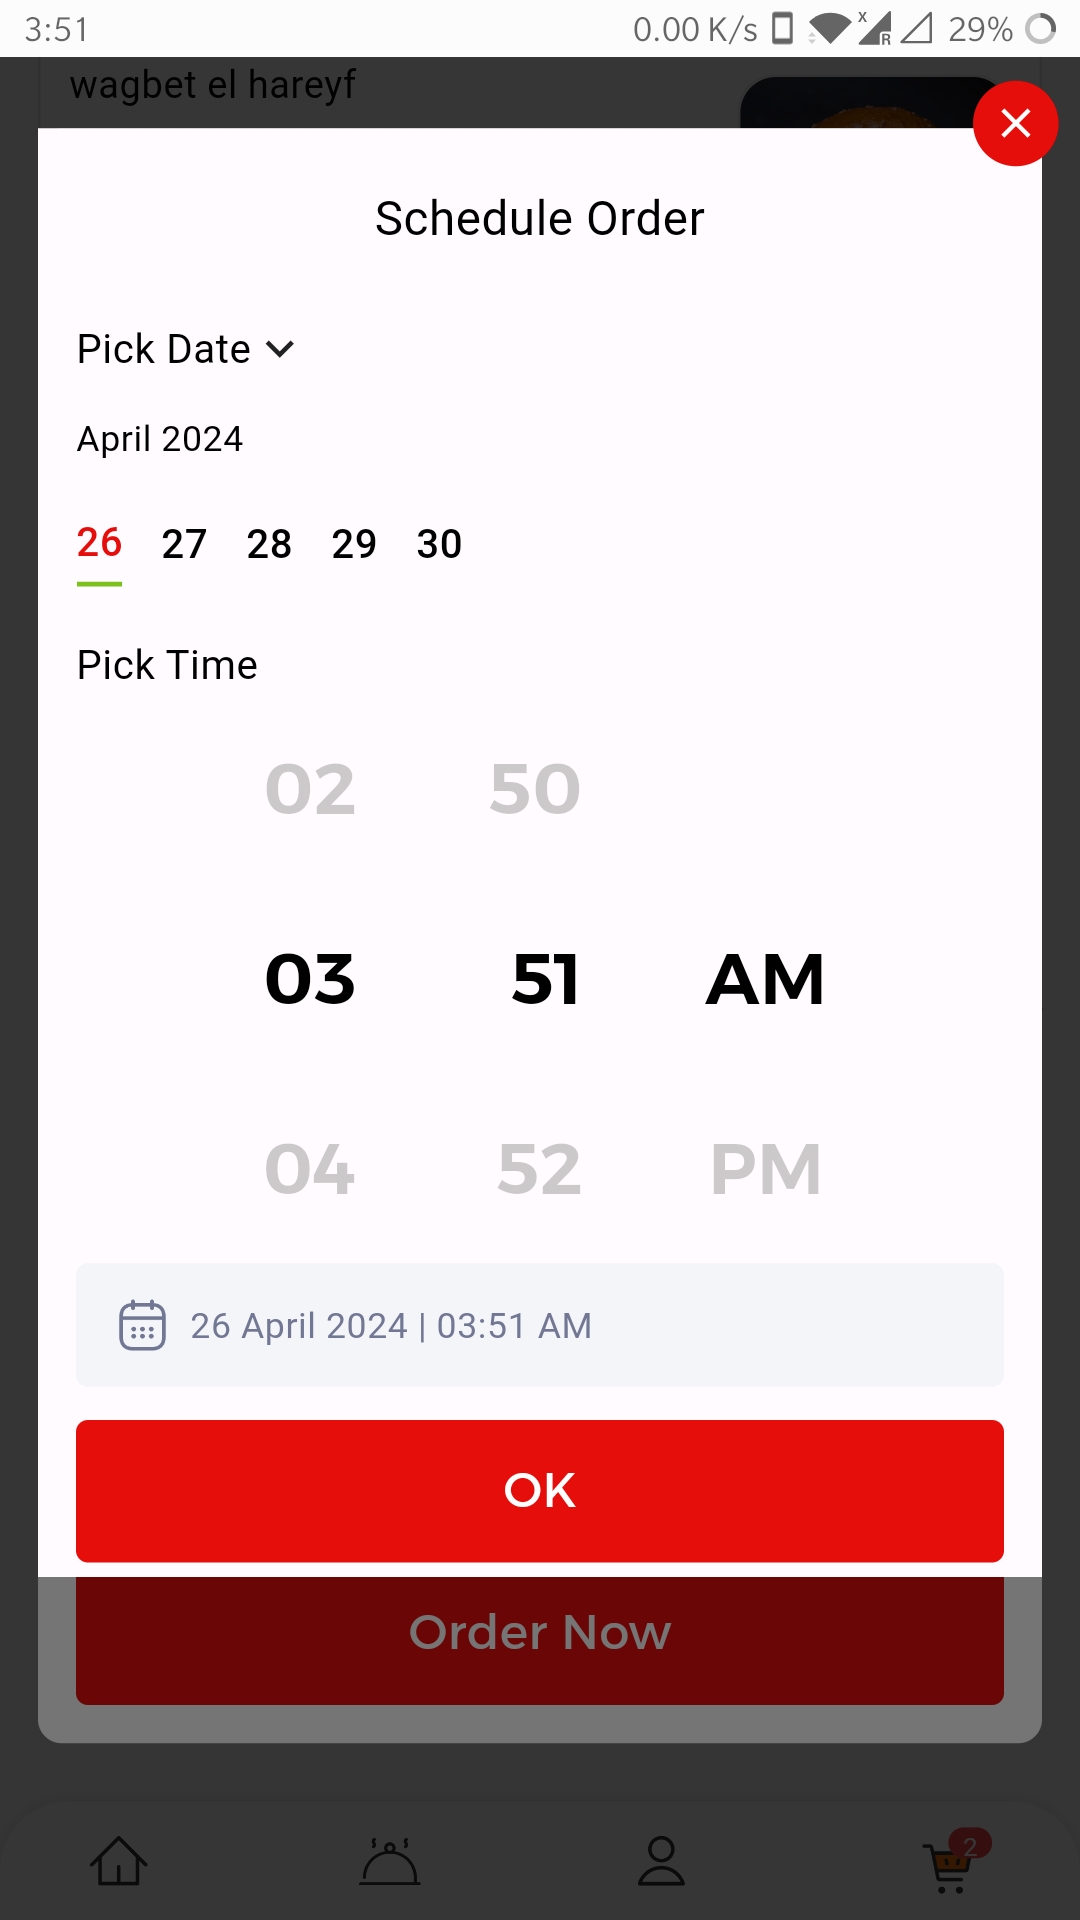 3:51 0.00 K/s X R 29%
wagbet el hareyf
Schedule Order
Pick Date
April 2024
26 27 28 29 30
Pick Time
02 50
03 51 AM
04 52 PM
26 April 2024 | 03:51 AM
OK
Order Now
2